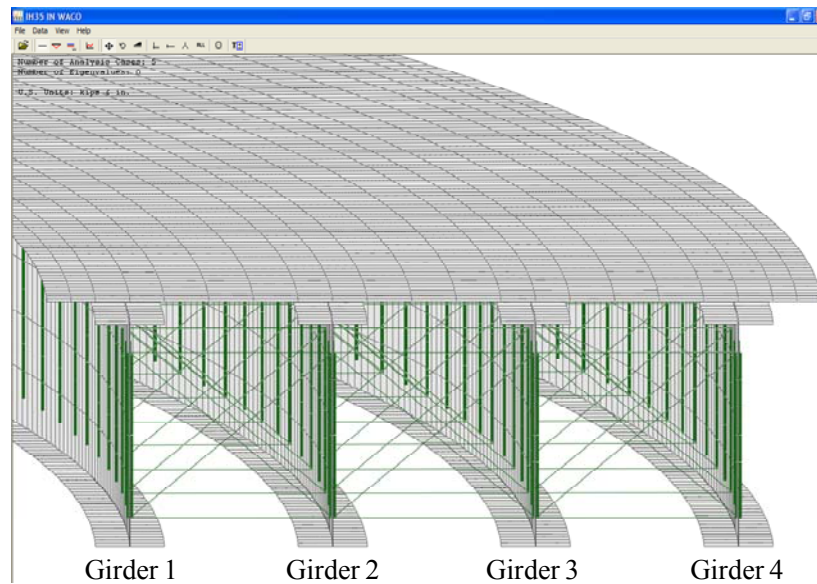 IH35 IN WACO
File Data View Help
Number of Analysis Cases: 5
Number of Eigenvalues: 0
U.S. Units: kips & in.
Girder 1 Girder 2 Girder 3 Girder 4